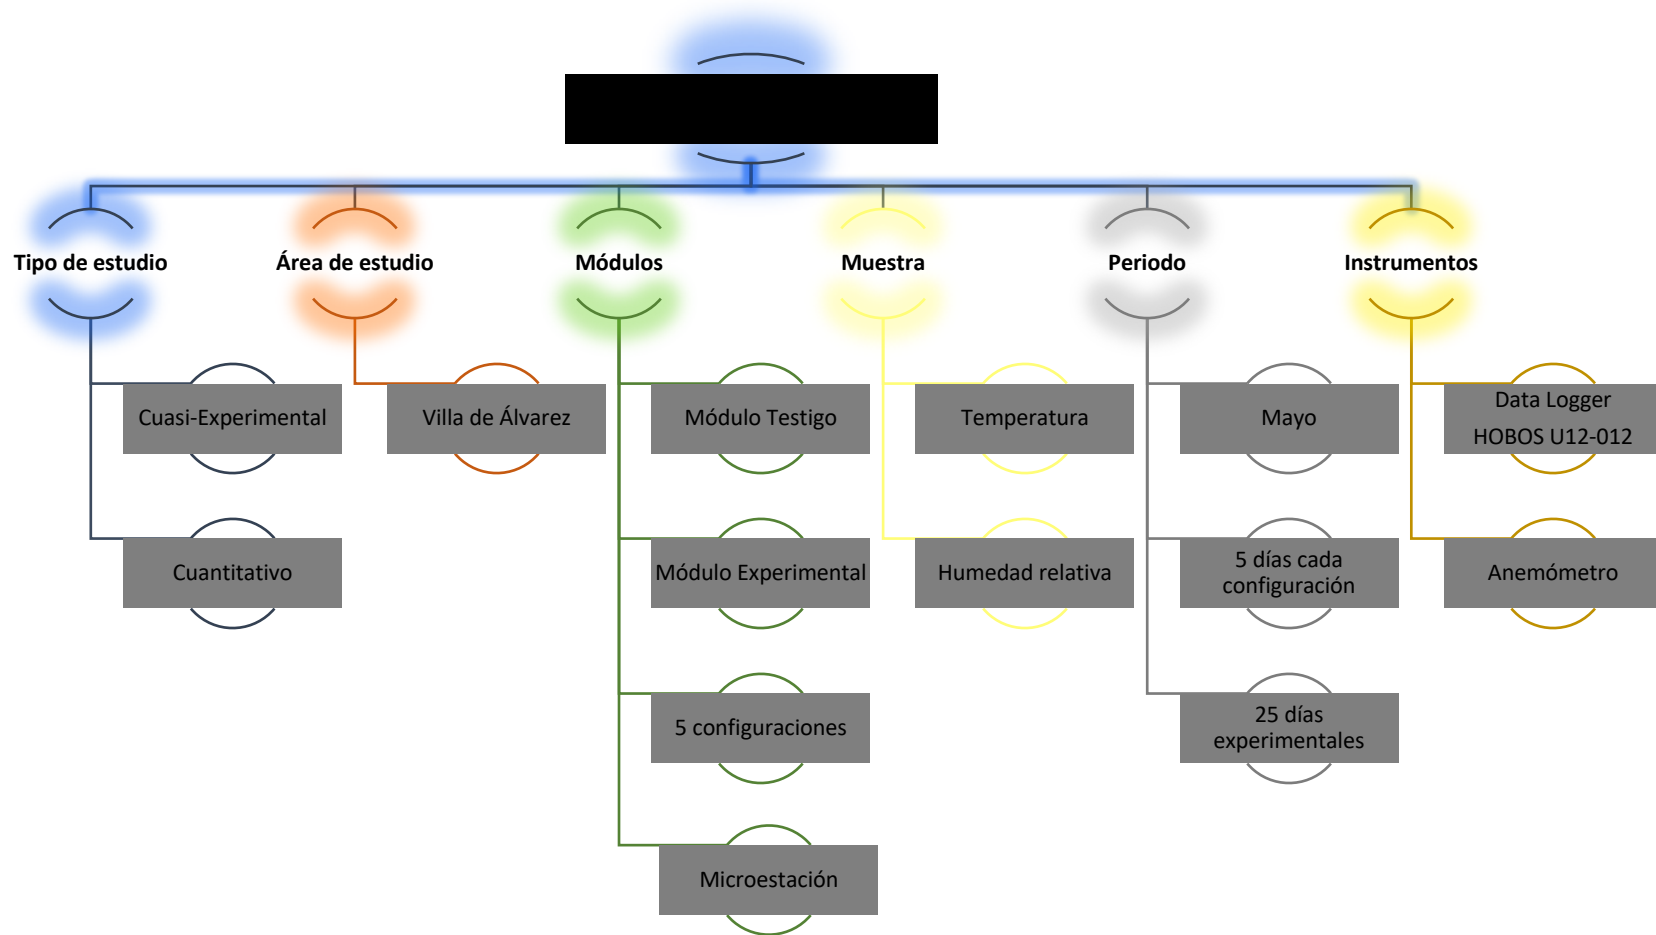 Tipo de estudio
Área de estudio
Módulos
Muestra
Periodo
Instrumentos
Cuasi-Experimental
Villa de Álvarez
Módulo Testigo
Temperatura
Mayo
Data Logger
HOBOS U12-012
Cuantitativo
Módulo Experimental
Humedad relativa
5 días cada
configuración
Anemómetro
5 configuraciones
25 días
experimentales
Microestación